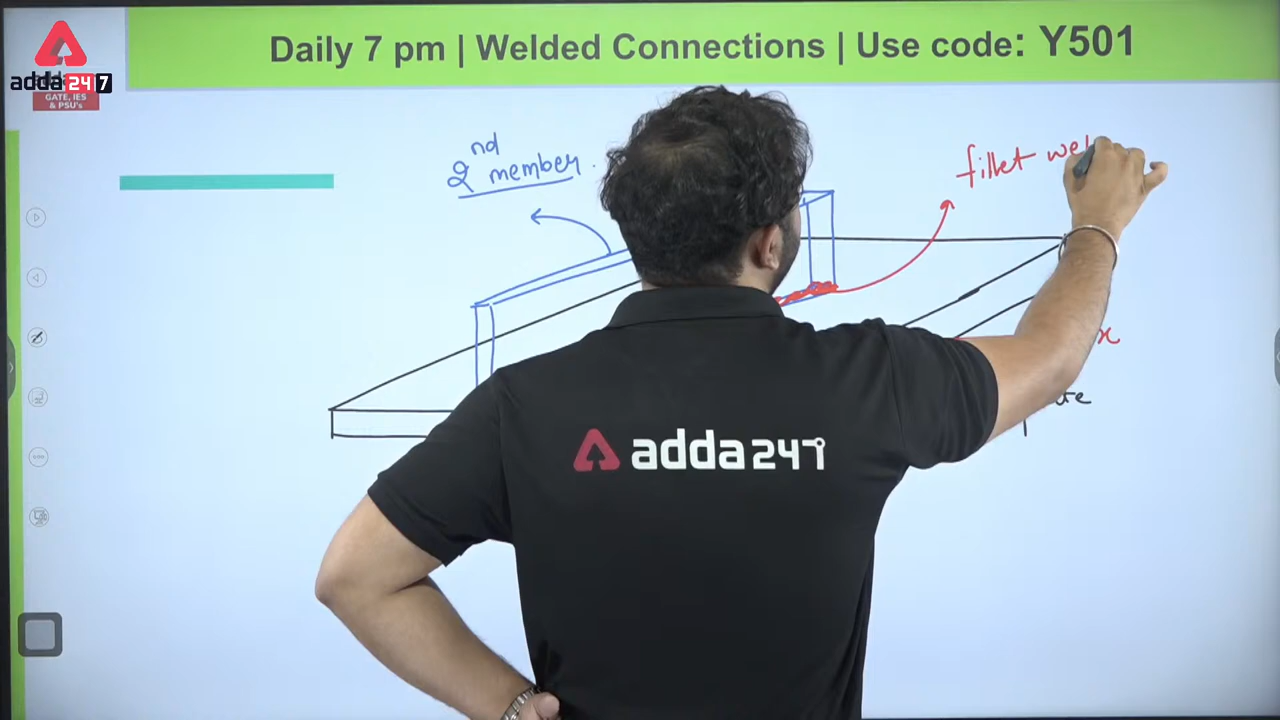 Daily 7 pm | Welded Connections | Use code: Y501
adda247
GATE, IES
& PSU's
2nd member.
fillet wel
x
adda247